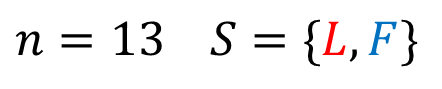 n = 13 S = {L, F}